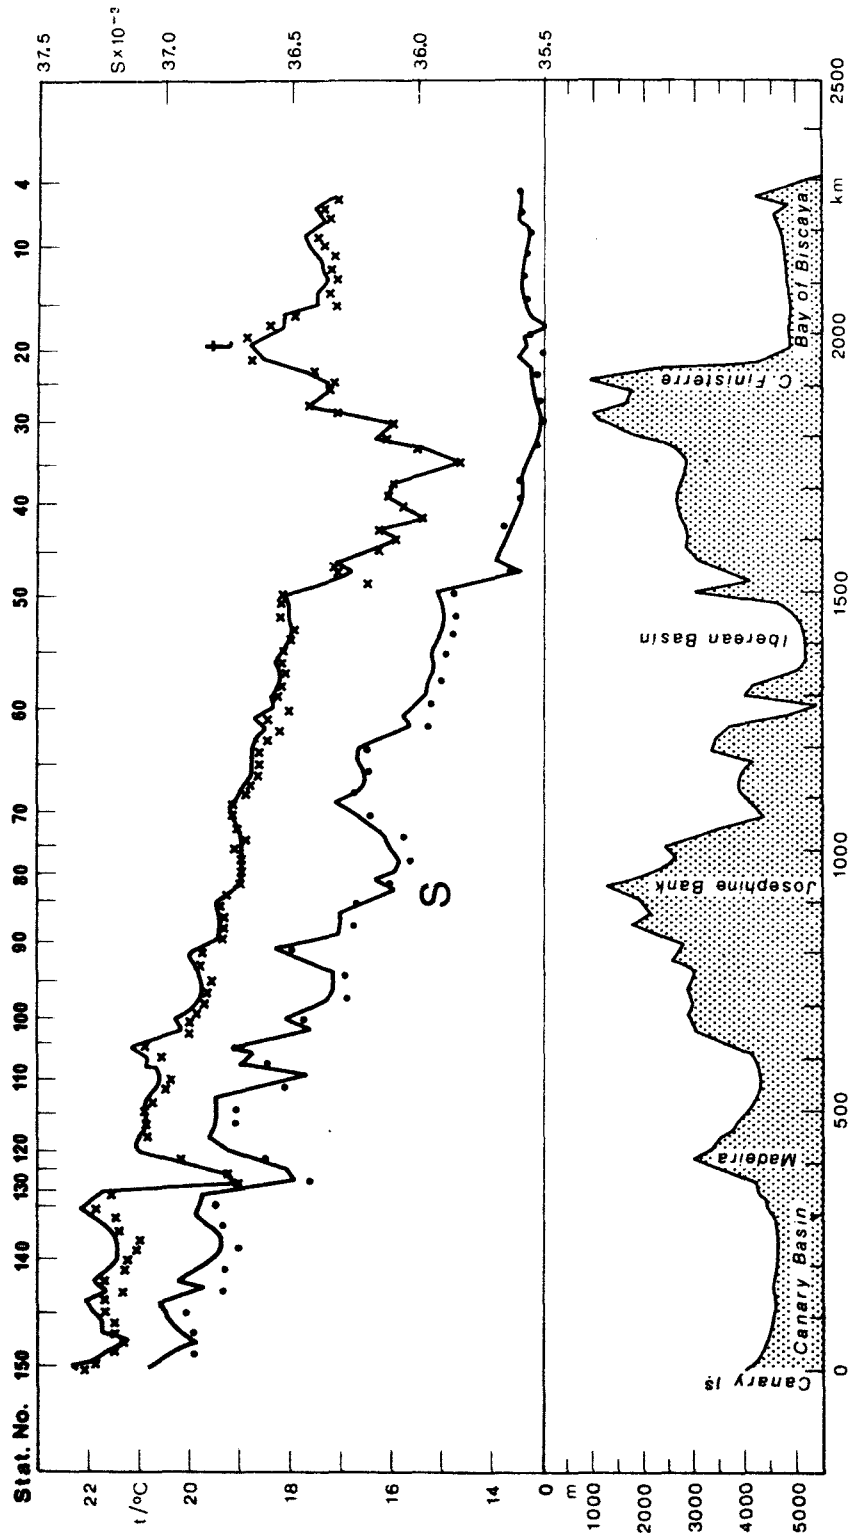 Stat. No. 150 140 130 120 110 100 90 80 70 60 50 40 30 20 10 4
22
t/°C
20
18
16
14
37.5
S×10⁻³
37.0
36.5
36.0
35.5
t
S
0
m
1000
2000
3000
4000
5000
Canary Is
Canary Basin
Madeira
Josephine Bank
Iberean Basin
C. Finisterre
Bay of Biscaya
0 500 1000 1500 2000 km 2500